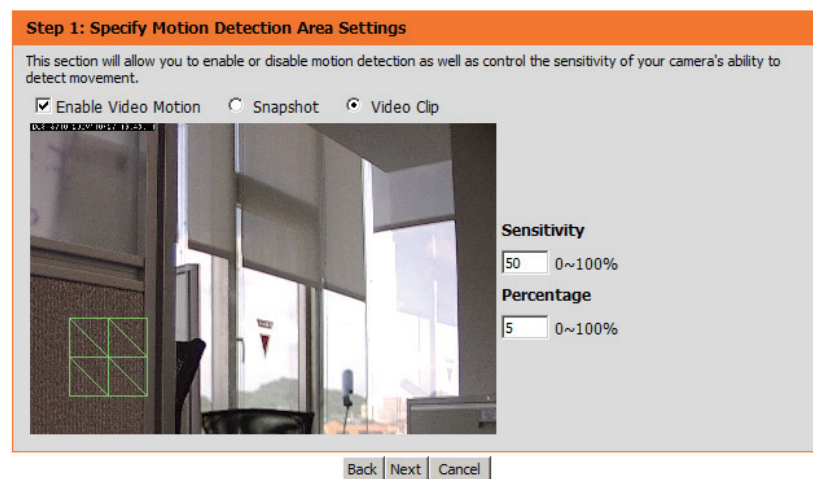 Step 1: Specify Motion Detection Area Settings
This section will allow you to enable or disable motion detection as well as control the sensitivity of your camera's ability to
detect movement.
Enable Video Motion Snapshot Video Clip
Sensitivity
50 0~100%
Percentage
5 0~100%
Back Next Cancel